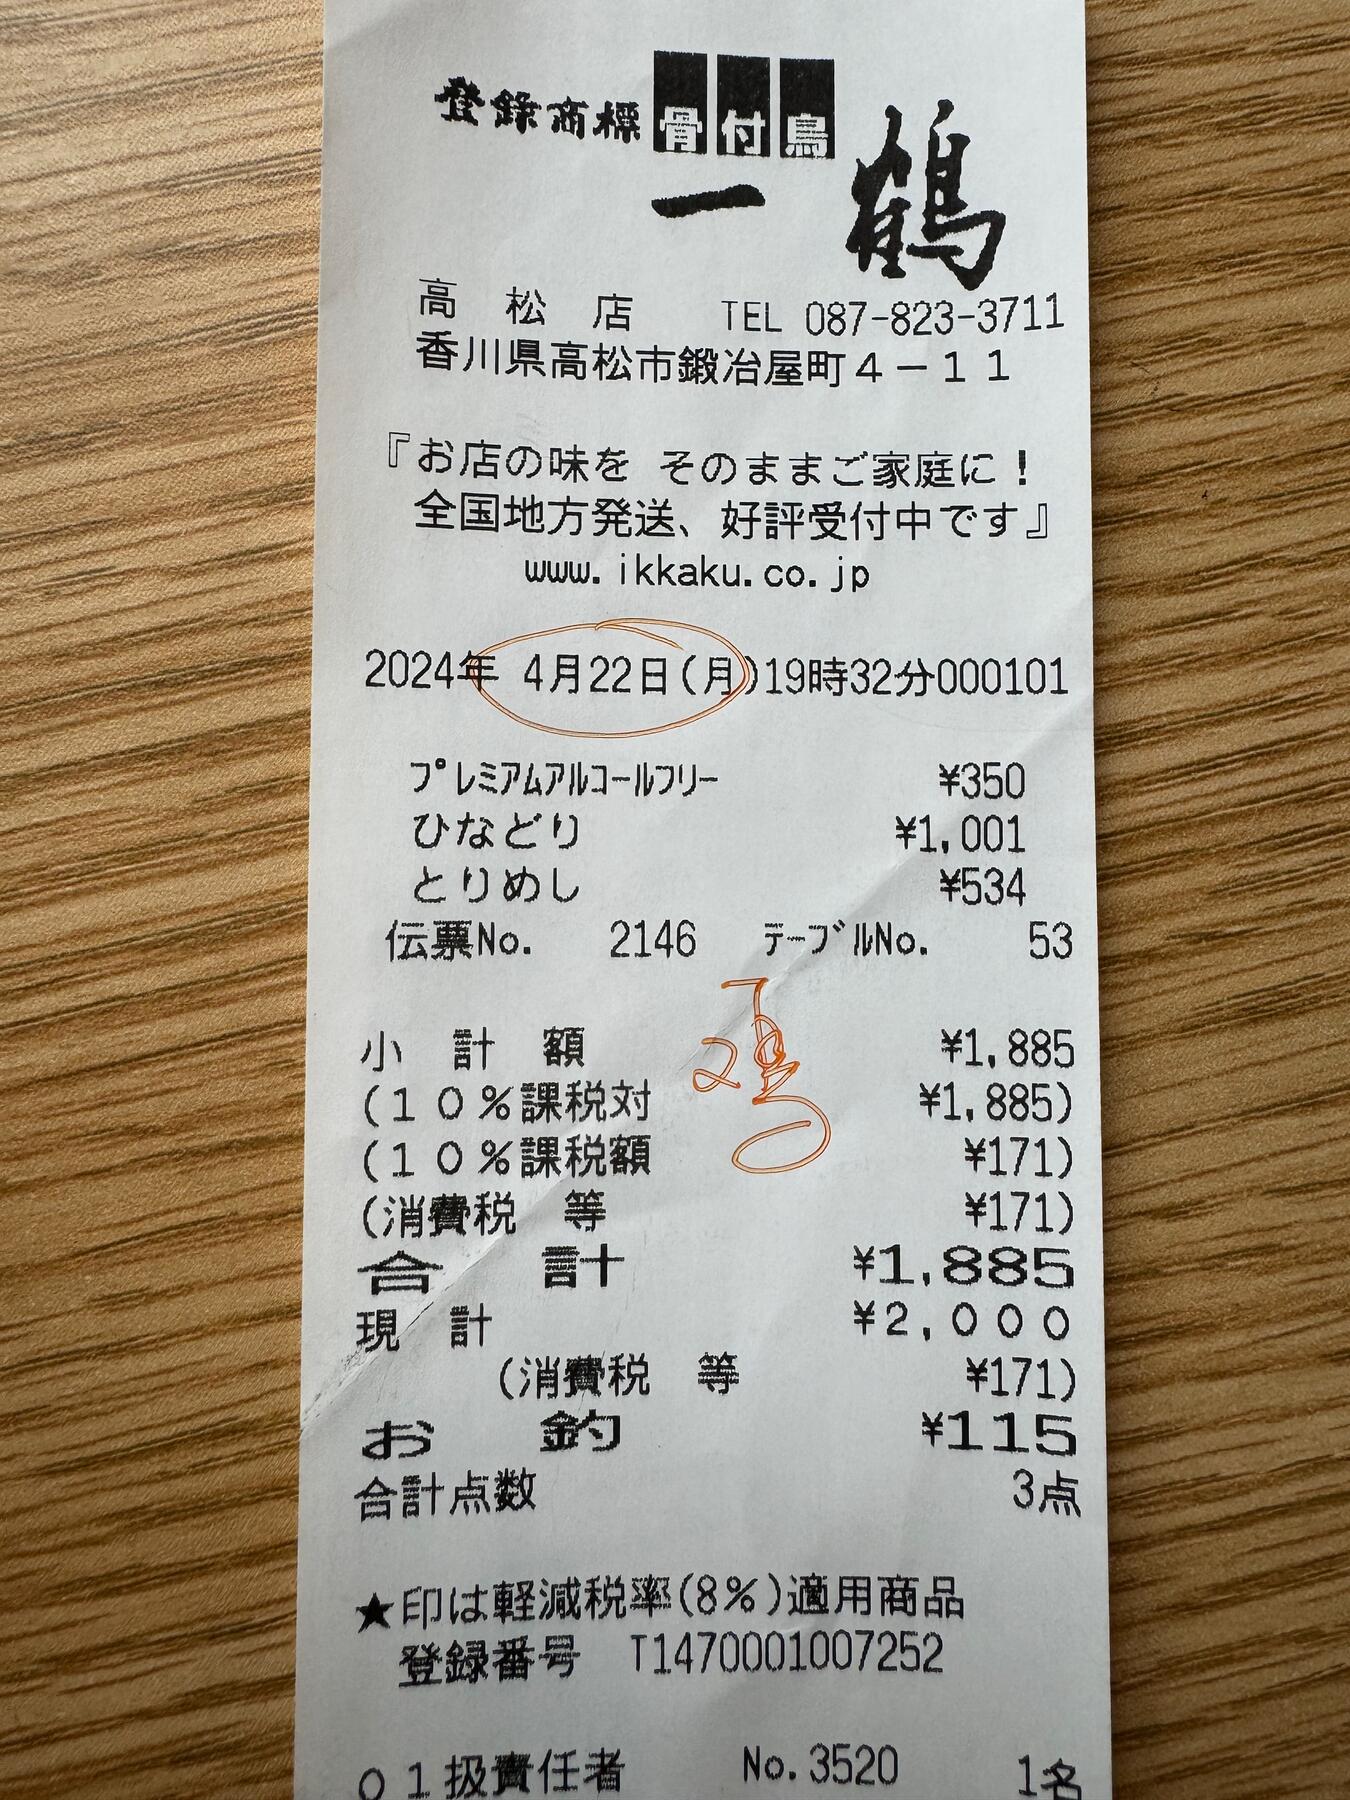 登録商標 骨付鳥
一鶴
高 松 店 TEL 087-823-3711
香川県高松市鍛冶屋町４－１１
『お店の味を そのままご家庭に！
全国地方発送、好評受付中です』
www.ikkaku.co.jp
2024年 4月22日(月)19時32分000101
ﾌﾟﾚﾐｱﾑｱﾙｺｰﾙﾌﾘｰ ¥350
ひなどり ¥1,001
とりめし ¥534
伝票No. 2146 ﾃｰﾌﾞﾙNo. 53
小 計 額 ¥1,885
(１０％課税対 ¥1,885)
(１０％課税額 ¥171)
(消費税 等 ¥171)
合 計 ¥1,885
現 計 ¥2,000
(消費税 等 ¥171)
お 釣 ¥115
合計点数 3点
★印は軽減税率(8%)適用商品
登録番号 T1470001007252
０１扱責任者 No.3520 1名